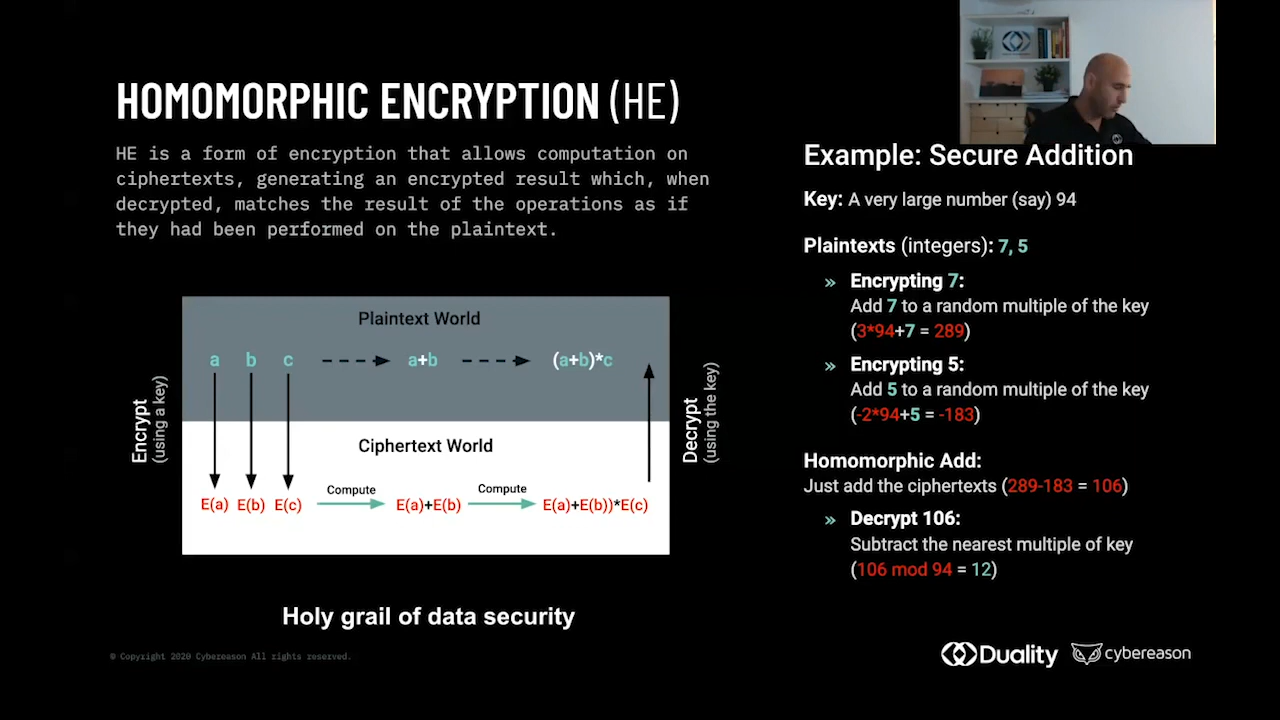 HOMOMORPHIC ENCRYPTION (HE)
HE is a form of encryption that allows computation on
ciphertexts, generating an encrypted result which, when
decrypted, matches the result of the operations as if
they had been performed on the plaintext.
Plaintext World
a b c a+b (a+b)*c
Encrypt
(using a key)
Ciphertext World
Compute Compute
E(a) E(b) E(c) E(a)+E(b) E(a)+E(b))*E(c)
Decrypt
(using the key)
Holy grail of data security
Example: Secure Addition
Key: A very large number (say) 94
Plaintexts (integers): 7, 5
» Encrypting 7:
Add 7 to a random multiple of the key
(3*94+7 = 289)
» Encrypting 5:
Add 5 to a random multiple of the key
(-2*94+5 = -183)
Homomorphic Add:
Just add the ciphertexts (289-183 = 106)
» Decrypt 106:
Subtract the nearest multiple of key
(106 mod 94 = 12)
© Copyright 2020 Cybereason All rights reserved.
Duality cybereason